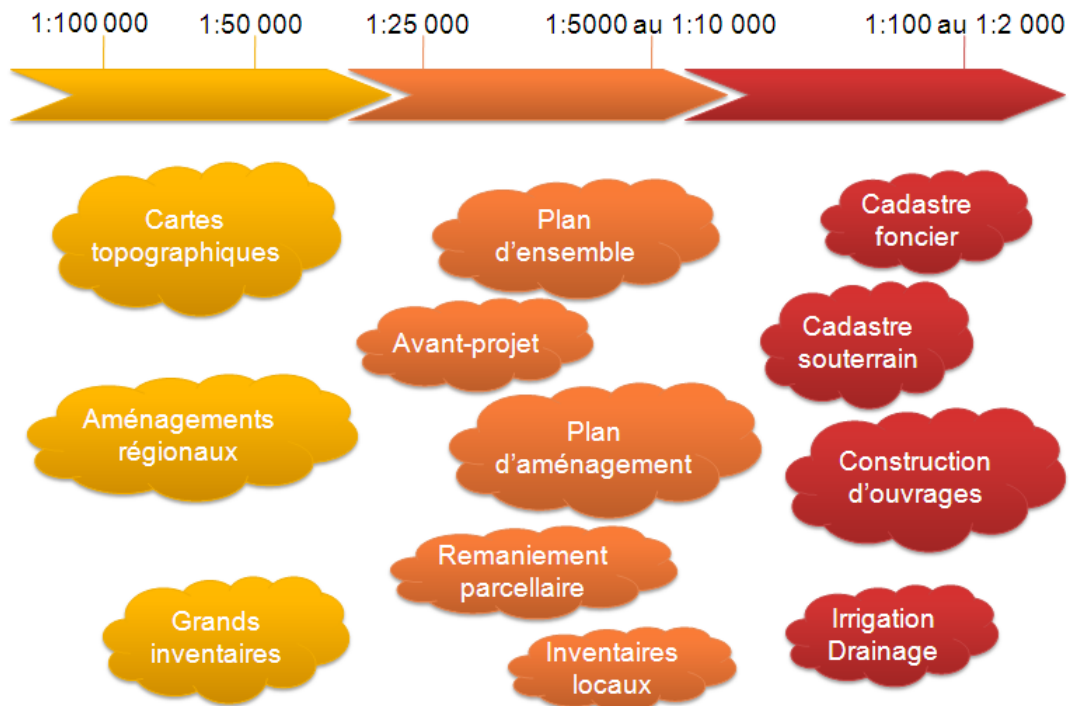 1:100 000
1:50 000
1:25 000
1:5000 au 1:10 000
1:100 au 1:2 000
Cartes
topographiques
Aménagements
régionaux
Grands
inventaires
Plan
d’ensemble
Avant-projet
Plan
d’aménagement
Remaniement
parcellaire
Inventaires
locaux
Cadastre
foncier
Cadastre
souterrain
Construction
d’ouvrages
Irrigation
Drainage